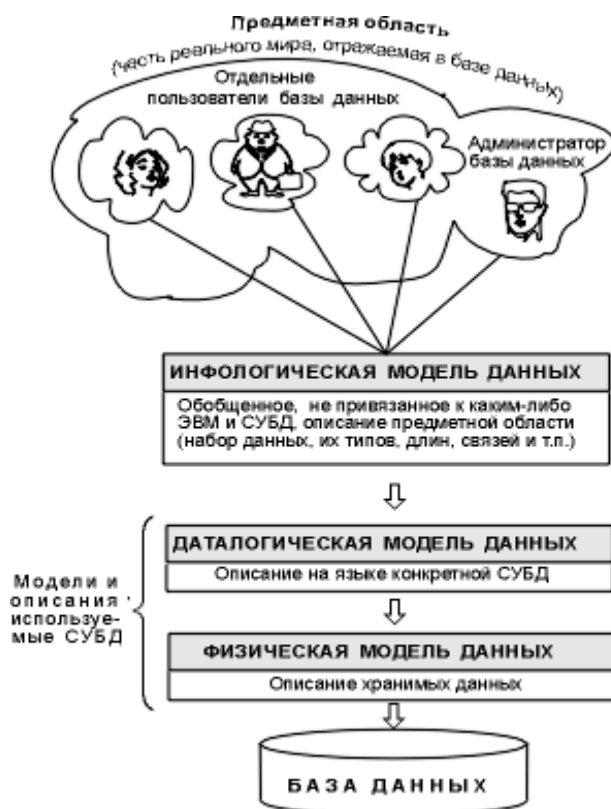 Предметная область
(часть реального мира, отражаемая в базе данных)
Отдельные
пользователи базы данных
Администратор
базы данных
ИНФОЛОГИЧЕСКАЯ МОДЕЛЬ ДАННЫХ
Обобщенное, не привязанное к каким-либо
ЭВМ и СУБД, описание предметной области
(набор данных, их типов, длин, связей и т.п.)
ДАТАЛОГИЧЕСКАЯ МОДЕЛЬ ДАННЫХ
Описание на языке конкретной СУБД
Модели и
описания
используе-
мые СУБД
ФИЗИЧЕСКАЯ МОДЕЛЬ ДАННЫХ
Описание хранимых данных
БАЗА ДАННЫХ